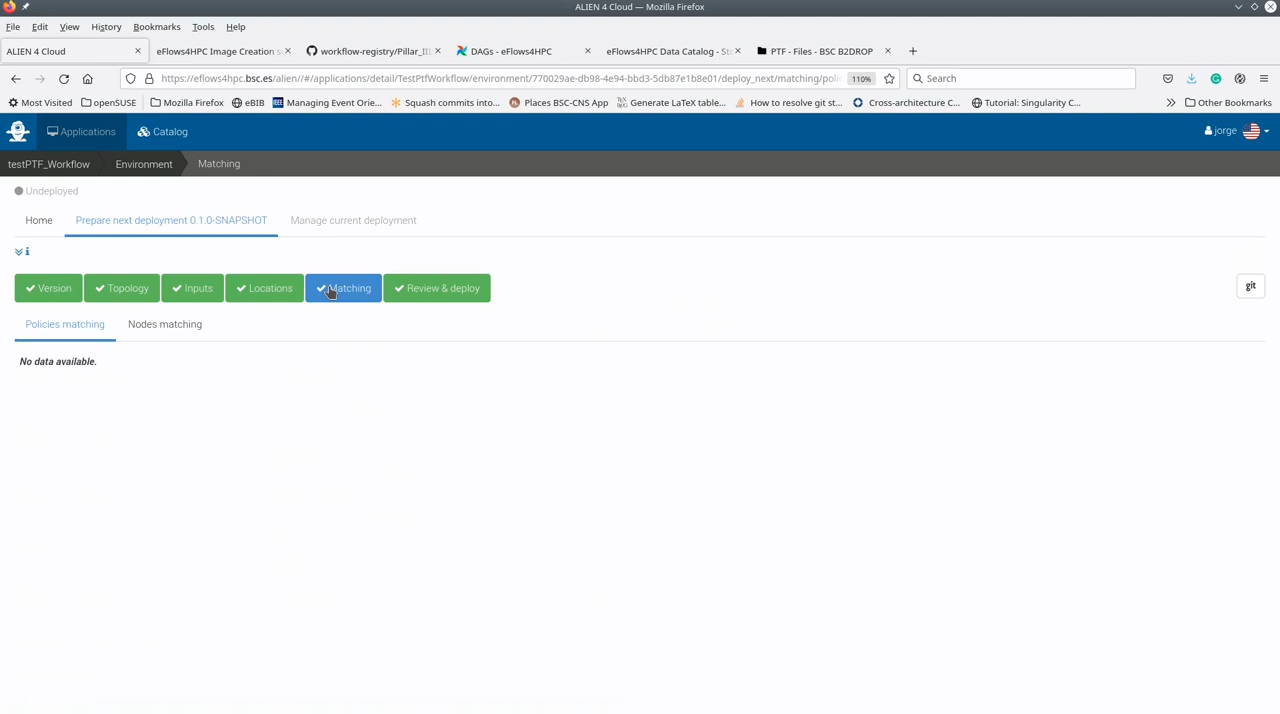 ALIEN 4 Cloud — Mozilla Firefox
File Edit View History Bookmarks Tools Help
ALIEN 4 Cloud
eFlows4HPC Image Creation s
workflow-registry/Pillar_III
DAGs - eFlows4HPC
eFlows4HPC Data Catalog - Sto
PTF - Files - BSC B2DROP
https://eflows4hpc.bsc.es/alien/#/applications/detail/TestPtfWorkflow/environment/770029ae-db98-4e94-bbd3-5db87e1b8e01/deploy_next/matching/poli 110% Search
Most Visited openSUSE Mozilla Firefox eBIB Managing Event Orie... Squash commits into... Places BSC-CNS App Generate LaTeX table... How to resolve git st... Cross-architecture C... Tutorial: Singularity C... Other Bookmarks
Applications Catalog jorge
testPTF_Workflow Environment Matching
Undeployed
Home Prepare next deployment 0.1.0-SNAPSHOT Manage current deployment
Version Topology Inputs Locations Matching Review & deploy git
Policies matching Nodes matching
No data available.